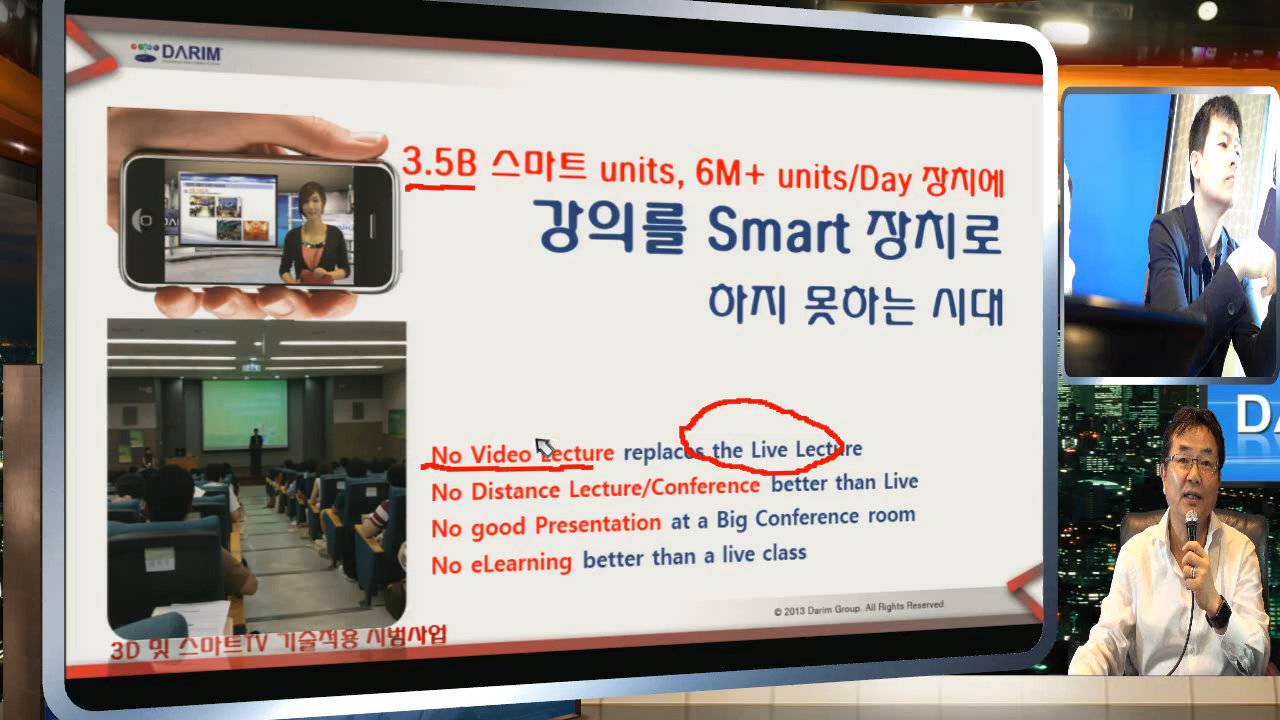 DARIM
3.5B 스마트 units, 6M+ units/Day 장치에
강의를 Smart 장치로
하지 못하는 시대
No Video Lecture replaces the Live Lecture
No Distance Lecture/Conference better than Live
No good Presentation at a Big Conference room
No eLearning better than a live class
© 2013 Darim Group. All Rights Reserved.
3D 및 스마트TV 기술적용 시범사업
DA